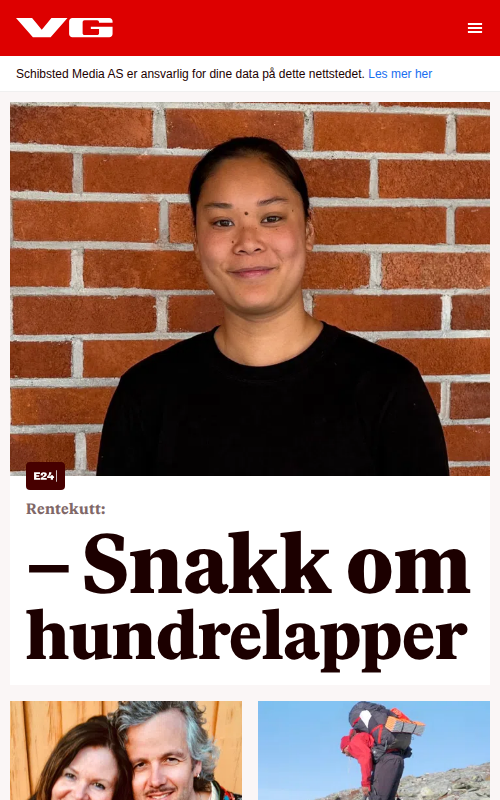 VG
Schibsted Media AS er ansvarlig for dine data på dette nettstedet. Les mer her
E24
Rentekutt:
– Snakk om
hundrelapper